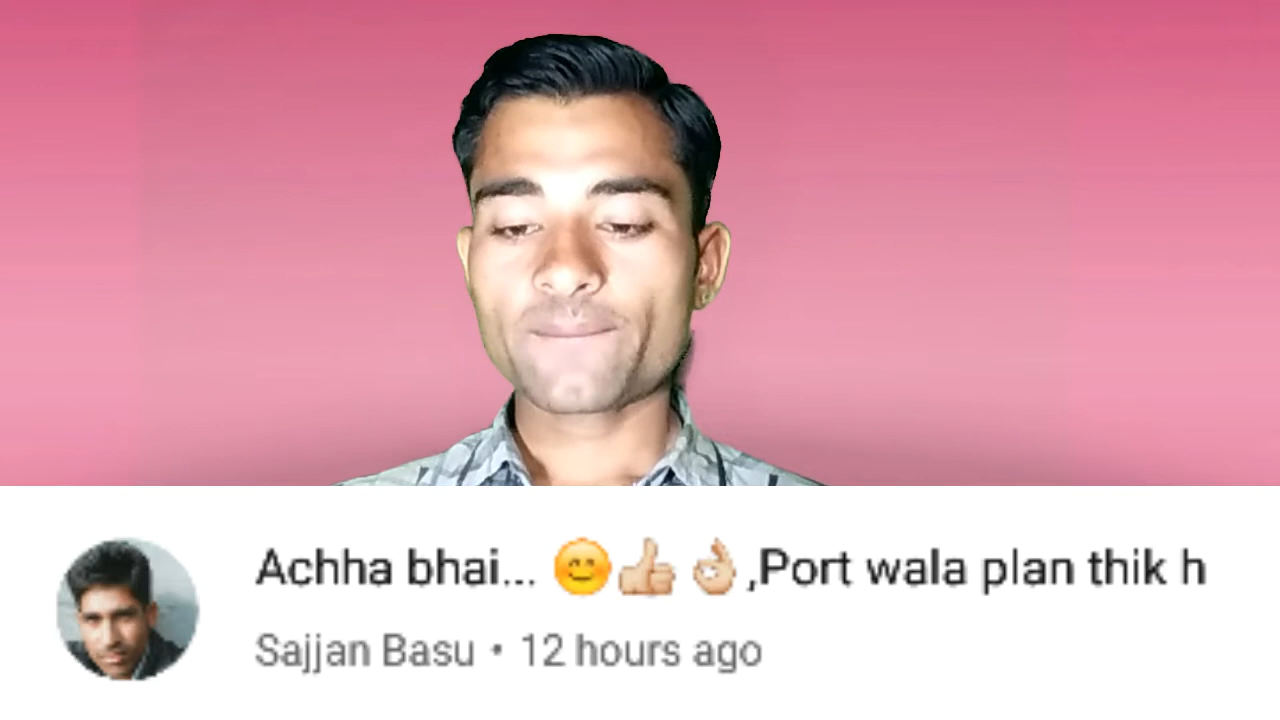 Achha bhai... 😊👍🏼👌🏼,Port wala plan thik h
Sajjan Basu • 12 hours ago